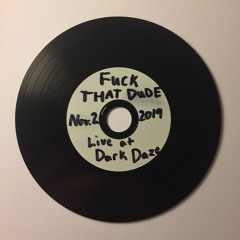 FUCK
THAT DUDE
Nov. 2 2019
Live at
Dark Daze